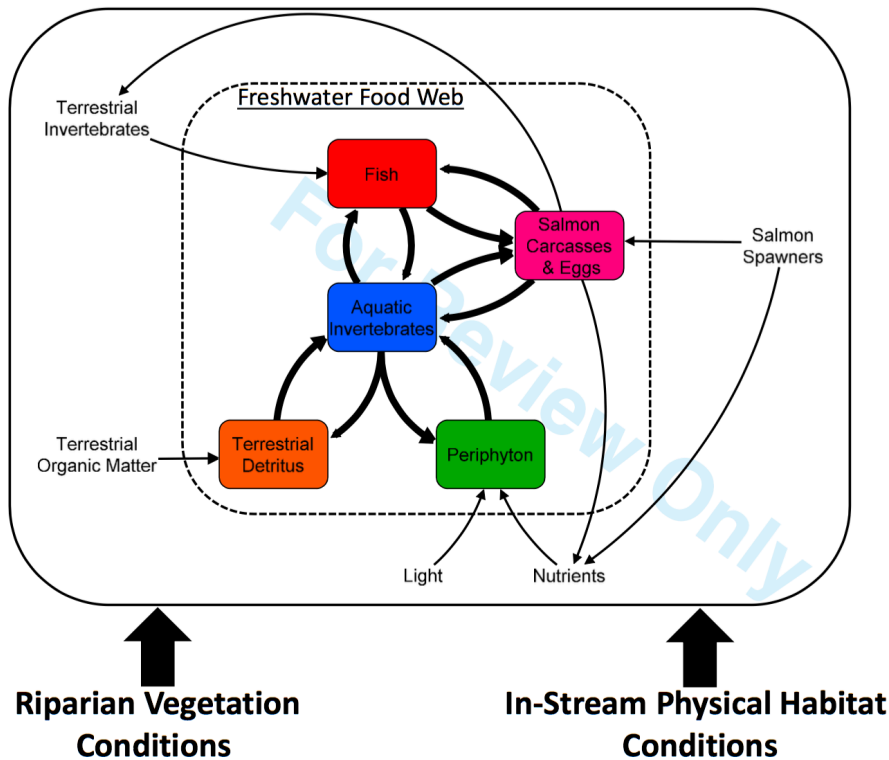 Freshwater Food Web
Terrestrial
Invertebrates
Fish
Salmon
Carcasses
& Eggs
Salmon
Spawners
Aquatic
Invertebrates
Terrestrial
Organic Matter
Terrestrial
Detritus
Periphyton
Light
Nutrients
For Review Only
Riparian Vegetation
Conditions
In-Stream Physical Habitat
Conditions